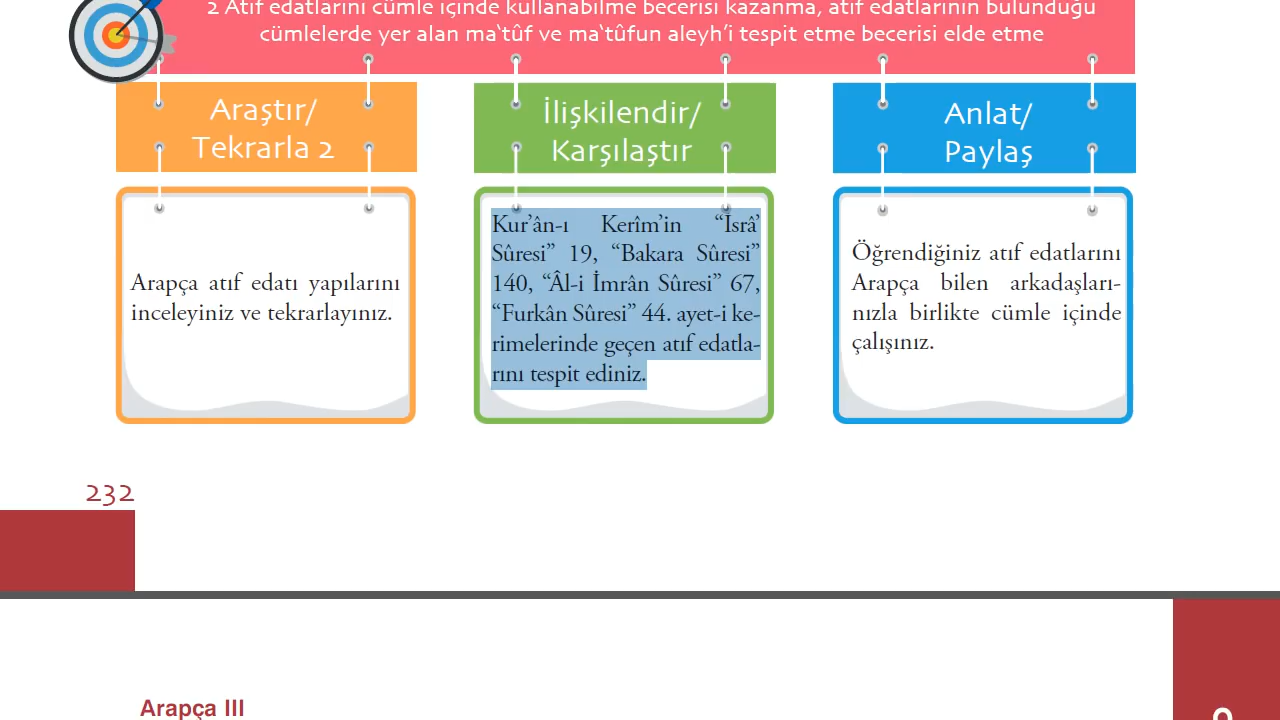 2 Atıf edatlarını cümle içinde kullanabilme becerisi kazanma, atıf edatlarının bulunduğu
cümlelerde yer alan ma‘tûf ve ma‘tûfun aleyh’i tespit etme becerisi elde etme
Araştır/
Tekrarla 2
Arapça atıf edatı yapılarını
inceleyiniz ve tekrarlayınız.
İlişkilendir/
Karşılaştır
Kur’ân-ı Kerîm’in “İsrâ’
Sûresi” 19, “Bakara Sûresi”
140, “Âl-i İmrân Sûresi” 67,
“Furkân Sûresi” 44. ayet-i ke-
rimelerinde geçen atıf edatla-
rını tespit ediniz.
Anlat/
Paylaş
Öğrendiğiniz atıf edatlarını
Arapça bilen arkadaşları-
nızla birlikte cümle içinde
çalışınız.
232
Arapça III